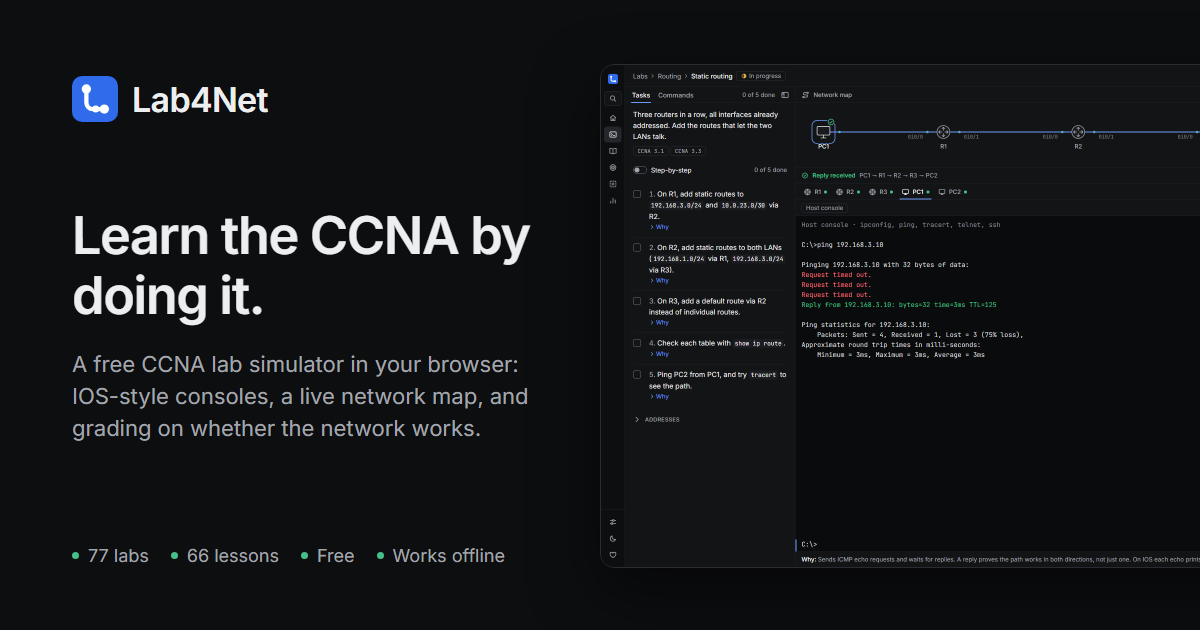 Lab4Net
Learn the CCNA by
doing it.
A free CCNA lab simulator in your browser:
IOS-style consoles, a live network map, and
grading on whether the network works.
77 labs
66 lessons
Free
Works offline
Labs > Routing > Static routing
In progress
Tasks Commands 0 of 5 done
Three routers in a row, all interfaces already
addressed. Add the routes that let the two
LANs talk.
CCNA 3.1 CCNA 3.3
Step-by-step 0 of 5 done
1. On R1, add static routes to
192.168.3.0/24 and 10.0.23.0/30 via
R2.
> Why
2. On R2, add static routes to both LANs
(192.168.1.0/24 via R1, 192.168.3.0/24
via R3).
> Why
3. On R3, add a default route via R2
instead of individual routes.
> Why
4. Check each table with show ip route.
> Why
5. Ping PC2 from PC1, and try tracert to
see the path.
> Why
> ADDRESSES
Network map
PC1
G10/0
R1
G10/1
G10/0
R2
G10/1
G10/0
Reply received PC1 → R1 → R2 → R3 → PC2
R1 R2 R3 PC1 PC2
Host console
Host console · ipconfig, ping, tracert, telnet, ssh
C:\>ping 192.168.3.10
Pinging 192.168.3.10 with 32 bytes of data:
Request timed out.
Request timed out.
Request timed out.
Reply from 192.168.3.10: bytes=32 time=3ms TTL=125
Ping statistics for 192.168.3.10:
Packets: Sent = 4, Received = 1, Lost = 3 (75% loss),
Approximate round trip times in milli-seconds:
Minimum = 3ms, Maximum = 3ms, Average = 3ms
C:\>
Why: Sends ICMP echo requests and waits for replies. A reply proves the path works in both directions, not just one. On IOS each echo prints